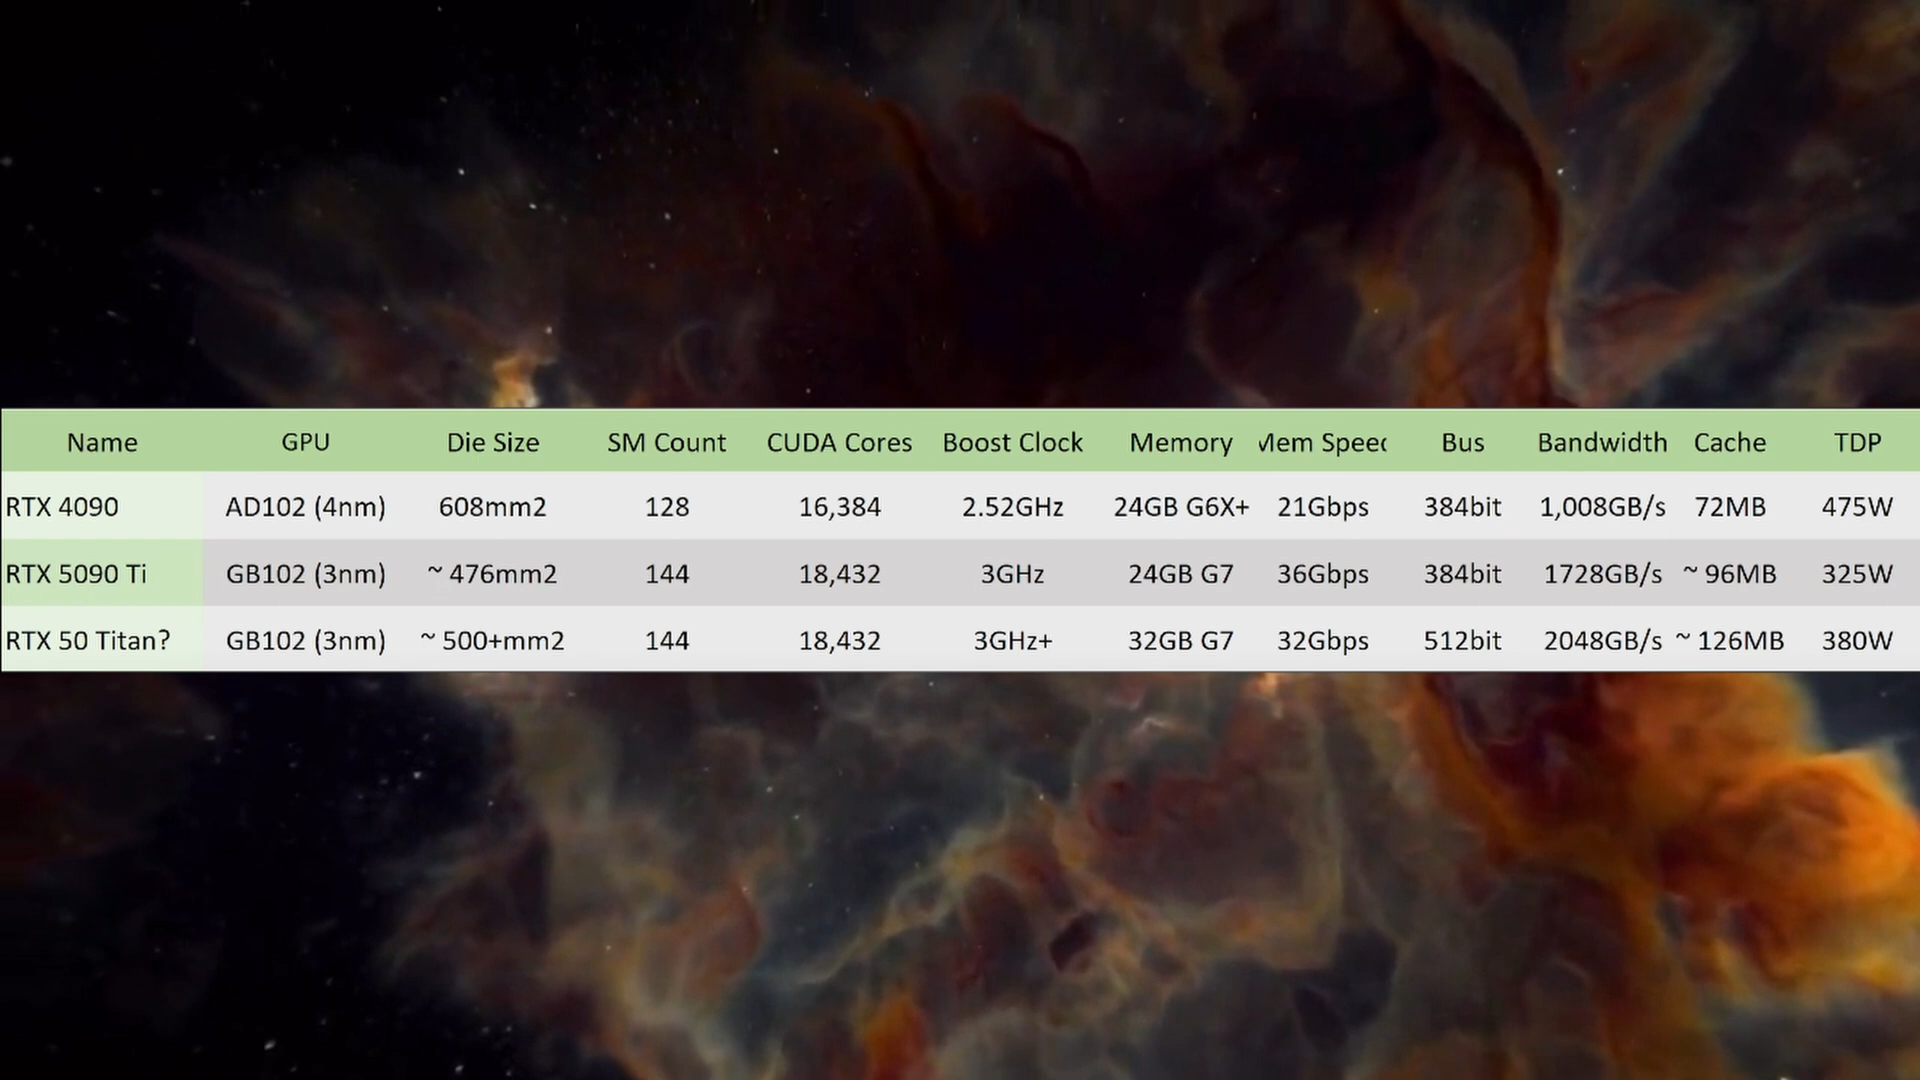 Name GPU Die Size SM Count CUDA Cores Boost Clock Memory Mem Speed Bus Bandwidth Cache TDP
RTX 4090 AD102 (4nm) 608mm2 128 16,384 2.52GHz 24GB G6X+ 21Gbps 384bit 1,008GB/s 72MB 475W
RTX 5090 Ti GB102 (3nm) ~ 476mm2 144 18,432 3GHz 24GB G7 36Gbps 384bit 1728GB/s ~ 96MB 325W
RTX 50 Titan? GB102 (3nm) ~ 500+mm2 144 18,432 3GHz+ 32GB G7 32Gbps 512bit 2048GB/s ~ 126MB 380W